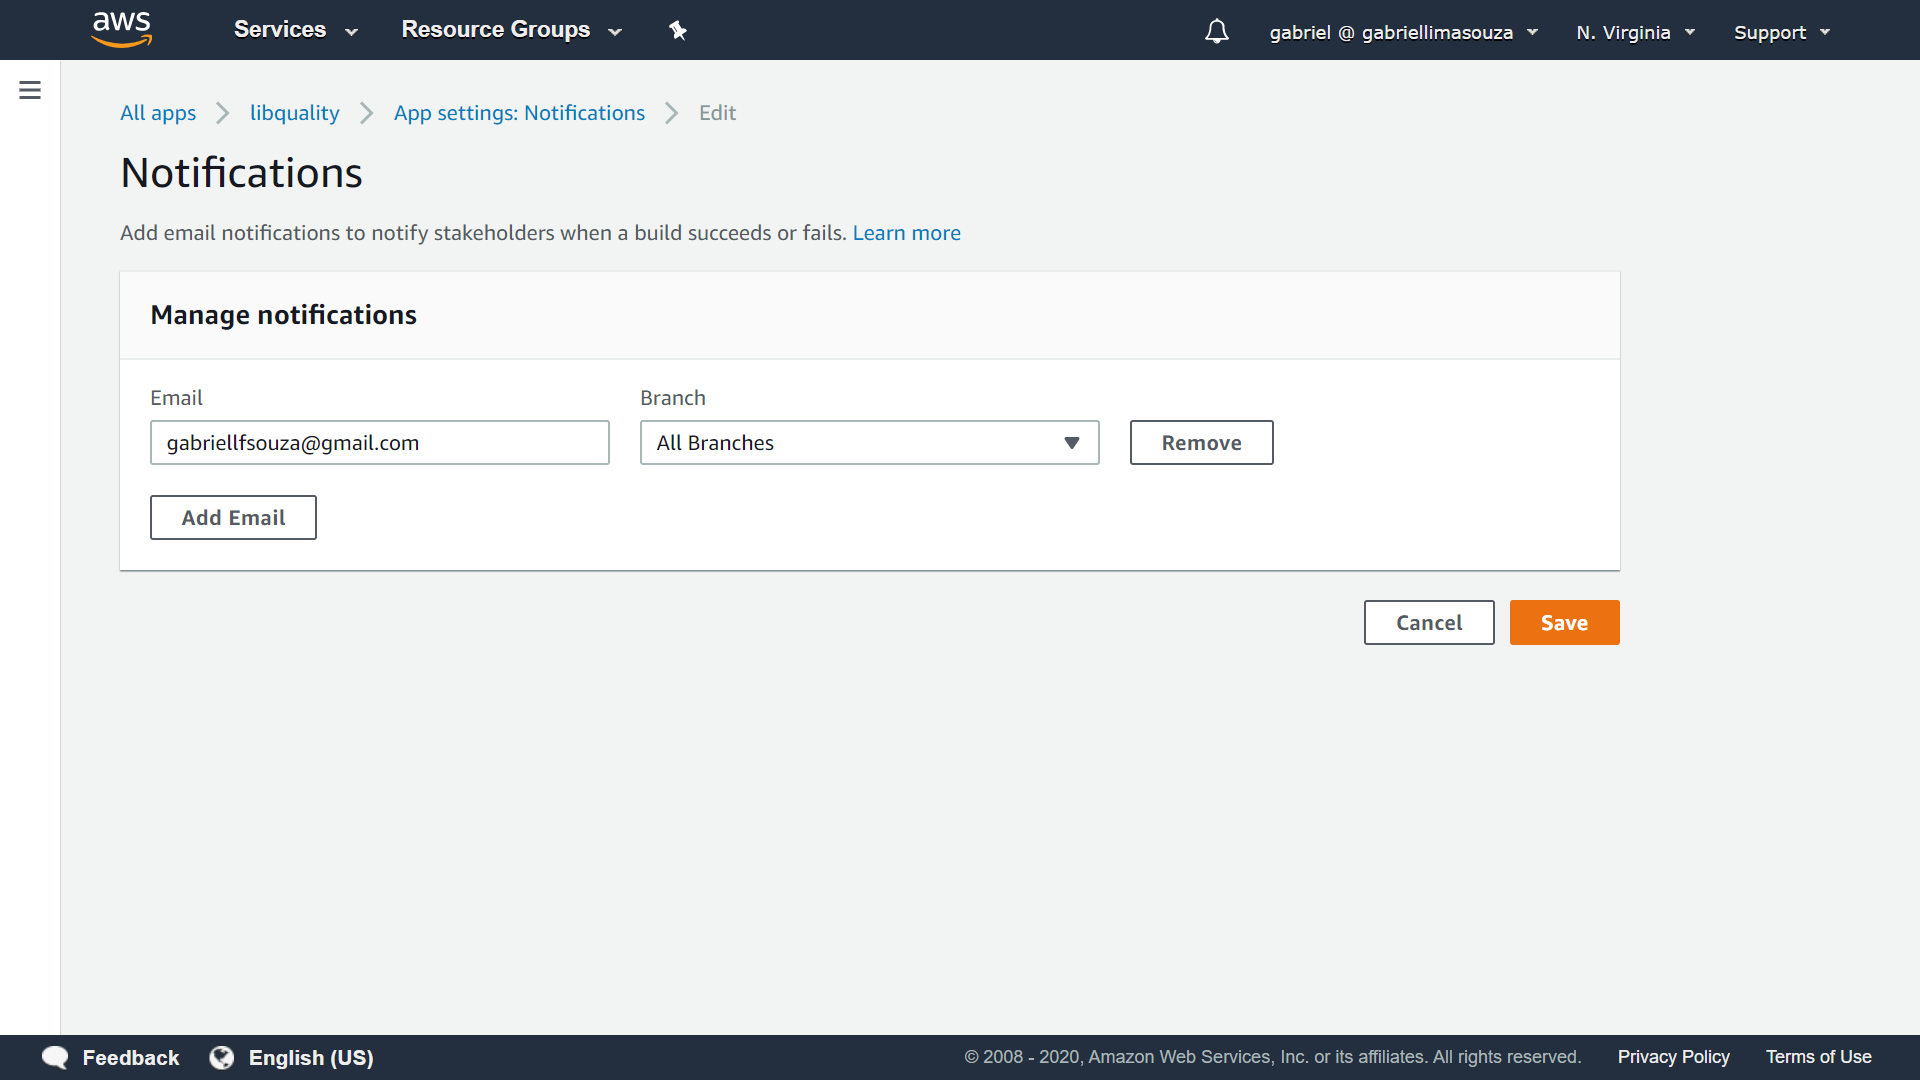 aws Services Resource Groups gabriel @ gabriellimasouza N. Virginia Support
All apps libquality App settings: Notifications Edit
Notifications
Add email notifications to notify stakeholders when a build succeeds or fails. Learn more
Manage notifications
Email Branch
gabriellfsouza@gmail.com All Branches Remove
Add Email
Cancel Save
Feedback English (US) © 2008 - 2020, Amazon Web Services, Inc. or its affiliates. All rights reserved. Privacy Policy Terms of Use